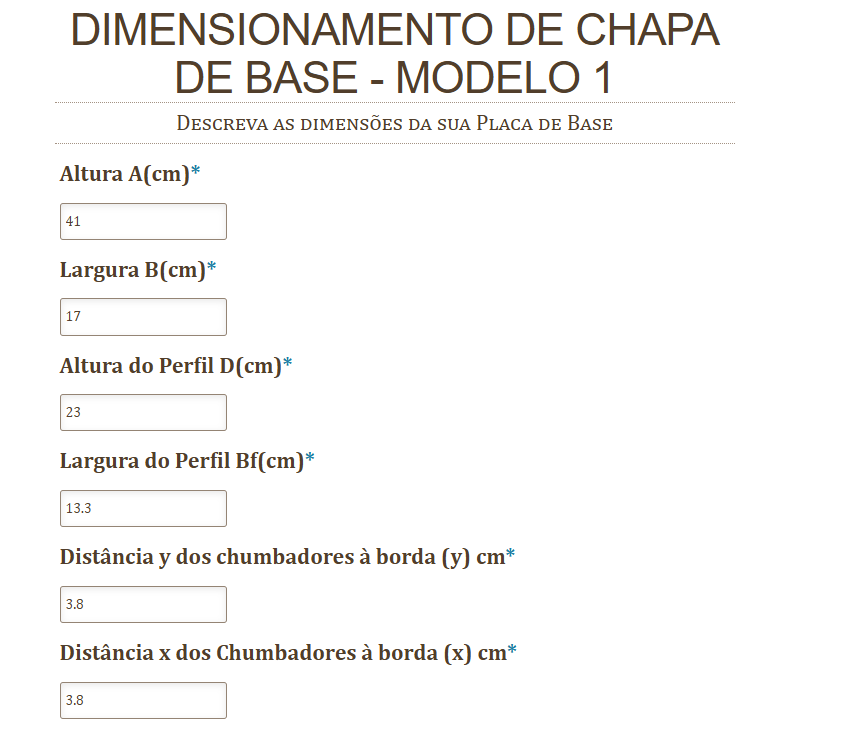 DIMENSIONAMENTO DE CHAPA
DE BASE - MODELO 1
Descreva as dimensões da sua Placa de Base
Altura A(cm)*
41
Largura B(cm)*
17
Altura do Perfil D(cm)*
23
Largura do Perfil Bf(cm)*
13.3
Distância y dos chumbadores à borda (y) cm*
3.8
Distância x dos Chumbadores à borda (x) cm*
3.8